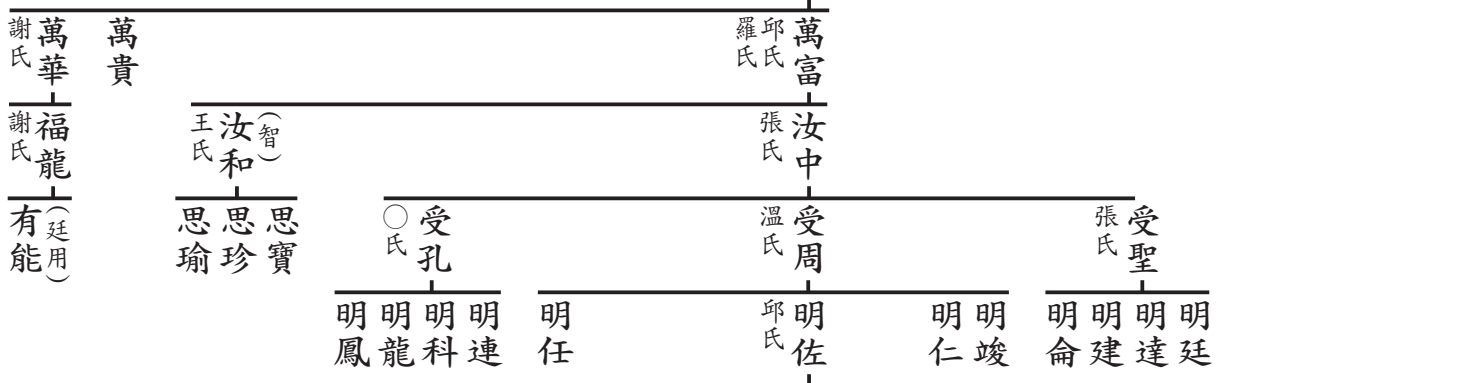 萬富
邱氏
羅氏
萬貴
萬華
謝氏
汝中
張氏
(智)
汝和
王氏
福龍
謝氏
受聖
張氏
受周
溫氏
受孔
○氏
思寶
思珍
思瑜
(廷用)
有能
明廷
明達
明建
明侖
明竣
明仁
明佐
邱氏
明任
明連
明科
明龍
明鳳